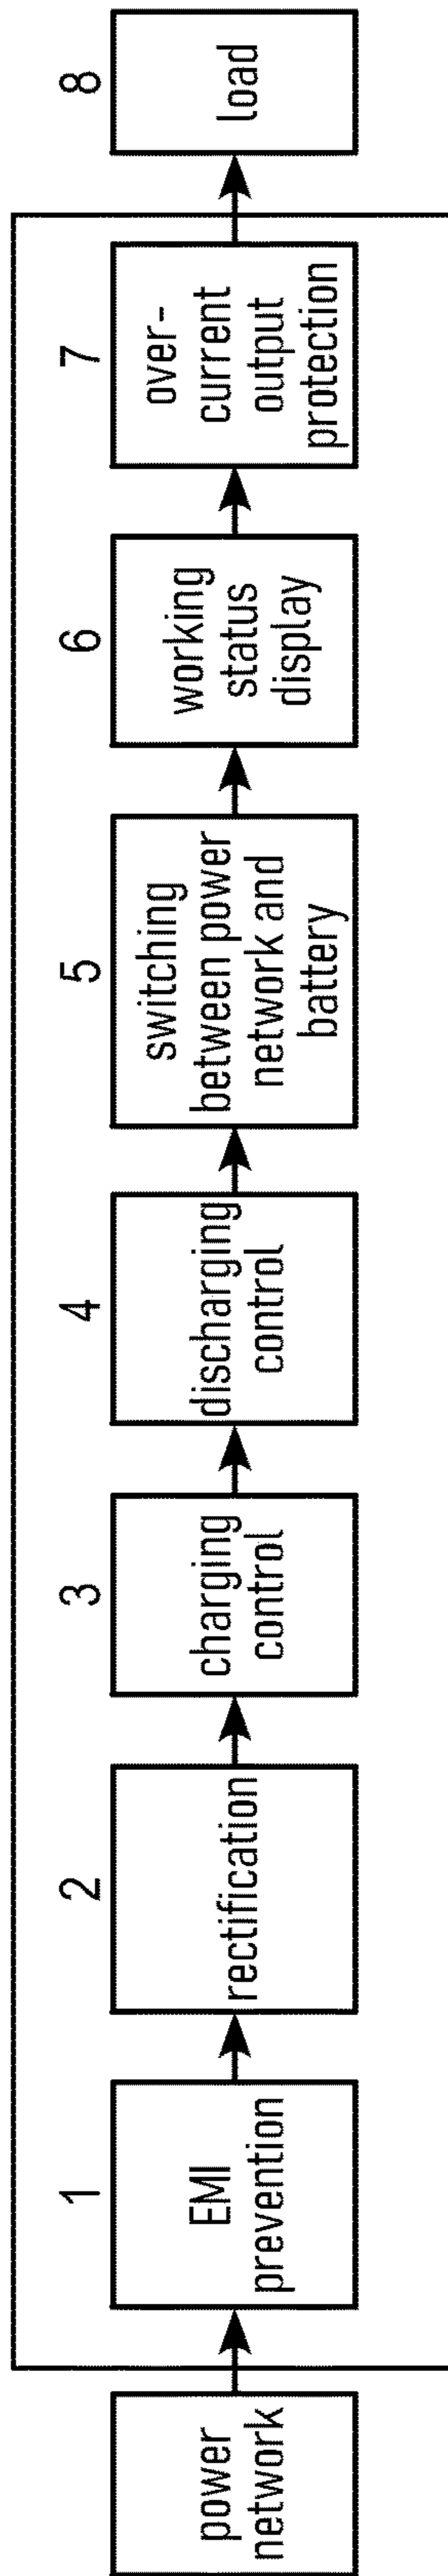 power
network
1
EMI
prevention
2
rectification
3
charging
control
4
discharging
control
5
switching
between power
network and
battery
6
working
status
display
7
over-
current
output
protection
8
load